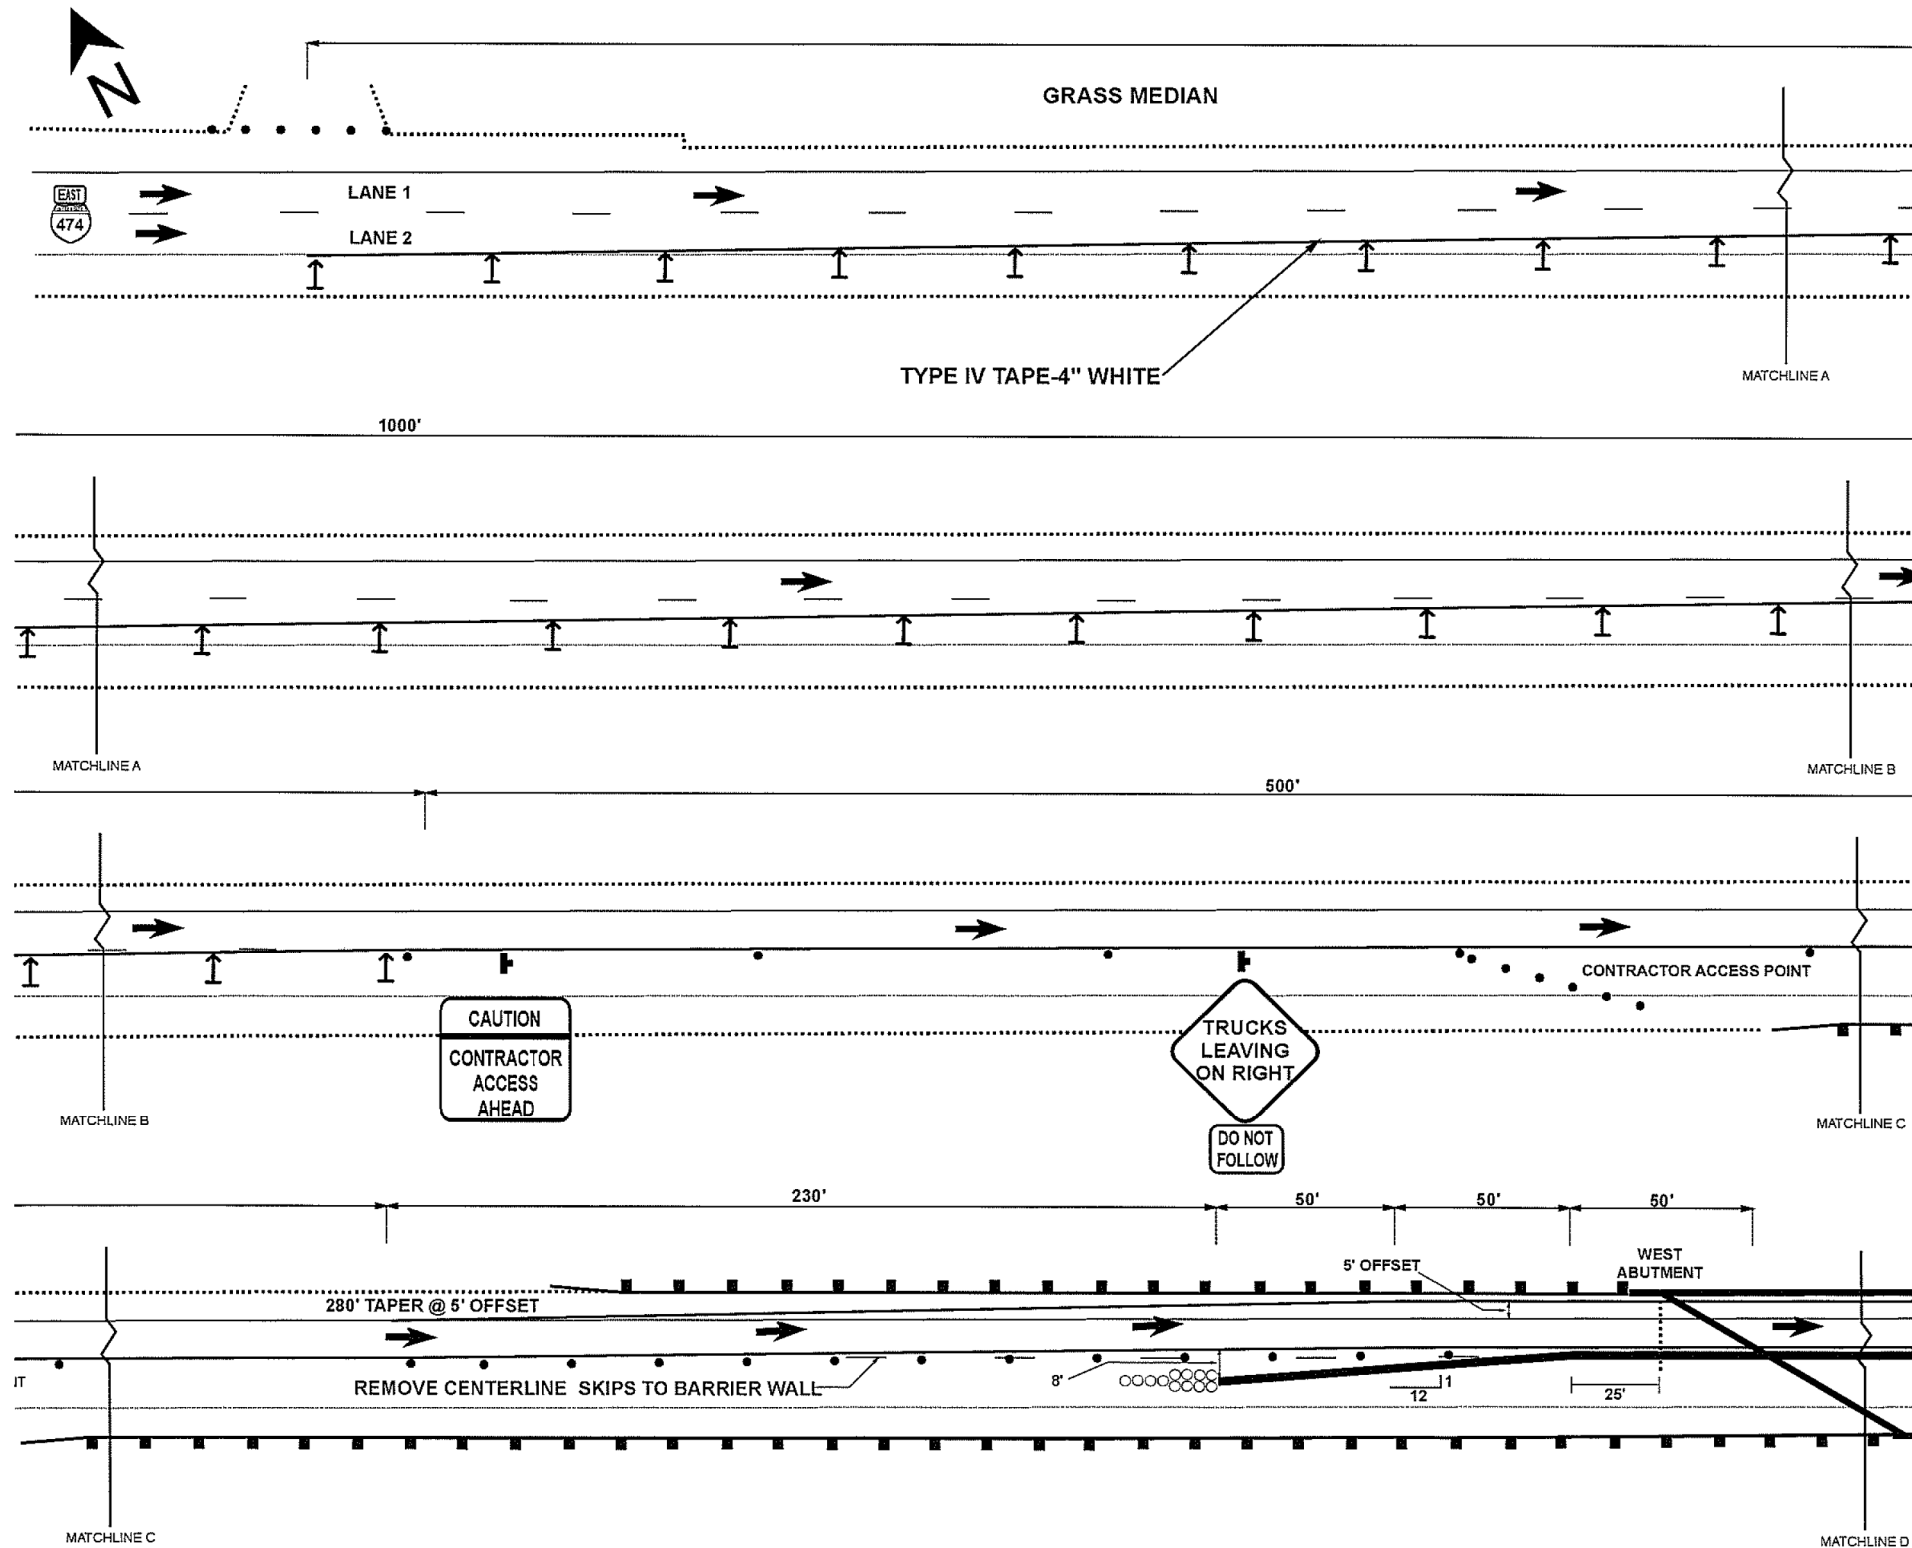 N
GRASS MEDIAN
EAST
474
LANE 1
LANE 2
TYPE IV TAPE-4" WHITE
MATCHLINE A
1000'
MATCHLINE A
MATCHLINE B
500'
CONTRACTOR ACCESS POINT
CAUTION
CONTRACTOR
ACCESS
AHEAD
TRUCKS
LEAVING
ON RIGHT
DO NOT
FOLLOW
MATCHLINE B
MATCHLINE C
230'
50'
50'
50'
5' OFFSET
WEST
ABUTMENT
280' TAPER @ 5' OFFSET
NT
REMOVE CENTERLINE SKIPS TO BARRIER WALL
8'
12
1
25'
MATCHLINE C
MATCHLINE D